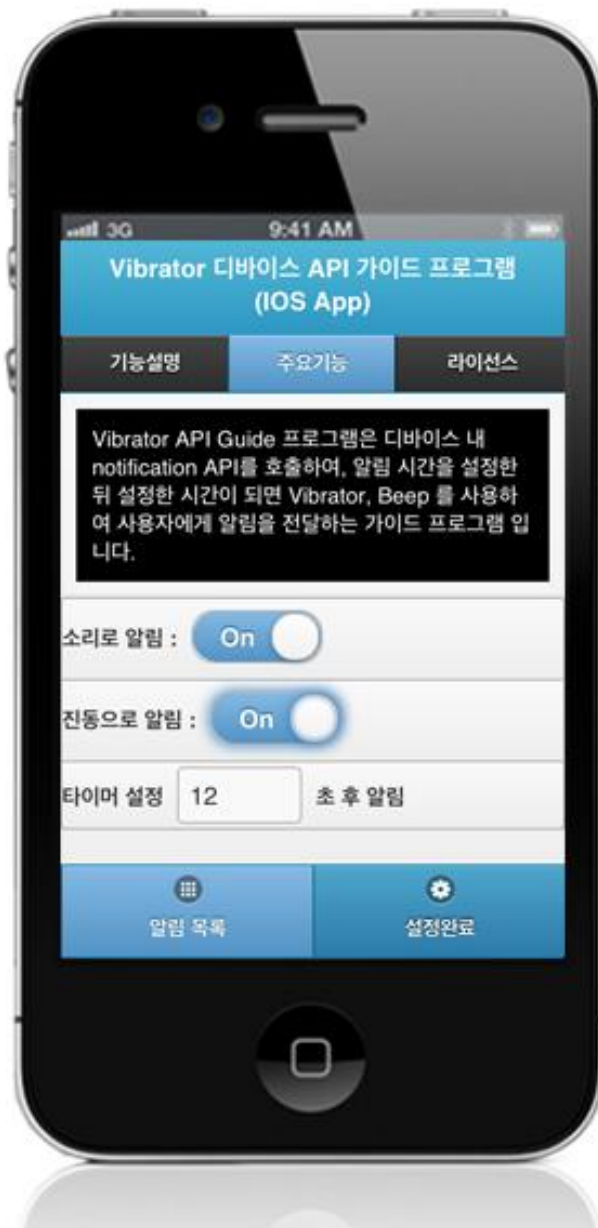 3G 9:41 AM
Vibrator 디바이스 API 가이드 프로그램
(IOS App)
기능설명 주요기능 라이선스
Vibrator API Guide 프로그램은 디바이스 내
notification API를 호출하여, 알림 시간을 설정한
뒤 설정한 시간이 되면 Vibrator, Beep 를 사용하
여 사용자에게 알림을 전달하는 가이드 프로그램 입
니다.
소리로 알림 : On
진동으로 알림 : On
타이머 설정 12 초 후 알림
알림 목록 설정완료